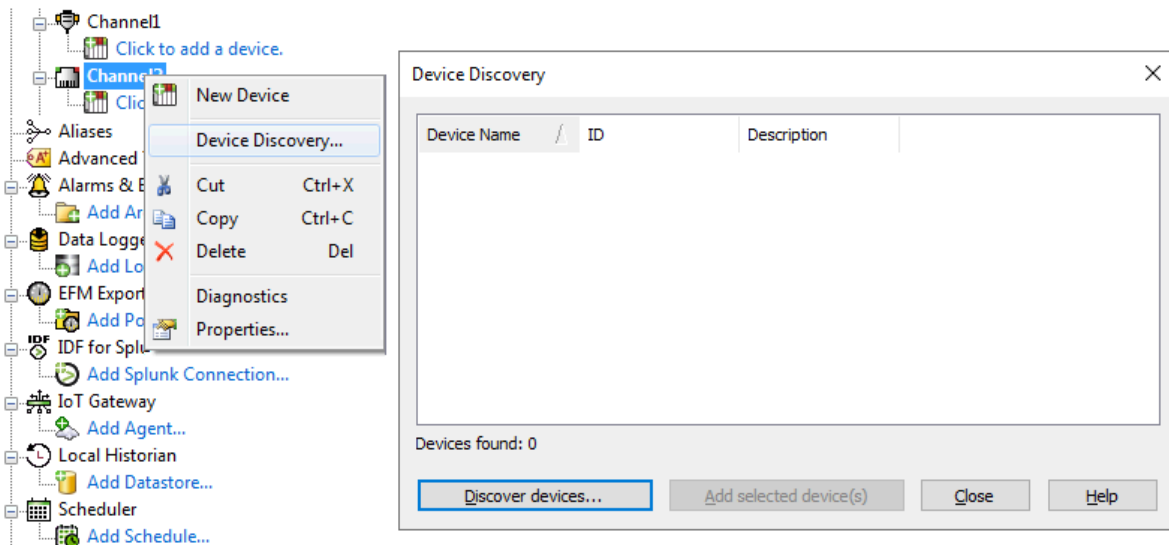 Channel1
Click to add a device.
Channel2
Clic
Aliases
Advanced
Alarms & E
Add Ar
Data Logge
Add Lo
EFM Export
Add Po
IDF for Splu
Add Splunk Connection...
IoT Gateway
Add Agent...
Local Historian
Add Datastore...
Scheduler
Add Schedule...
New Device
Device Discovery...
Cut Ctrl+X
Copy Ctrl+C
Delete Del
Diagnostics
Properties...
Device Discovery
Device Name ID Description
Devices found: 0
Discover devices... Add selected device(s) Close Help